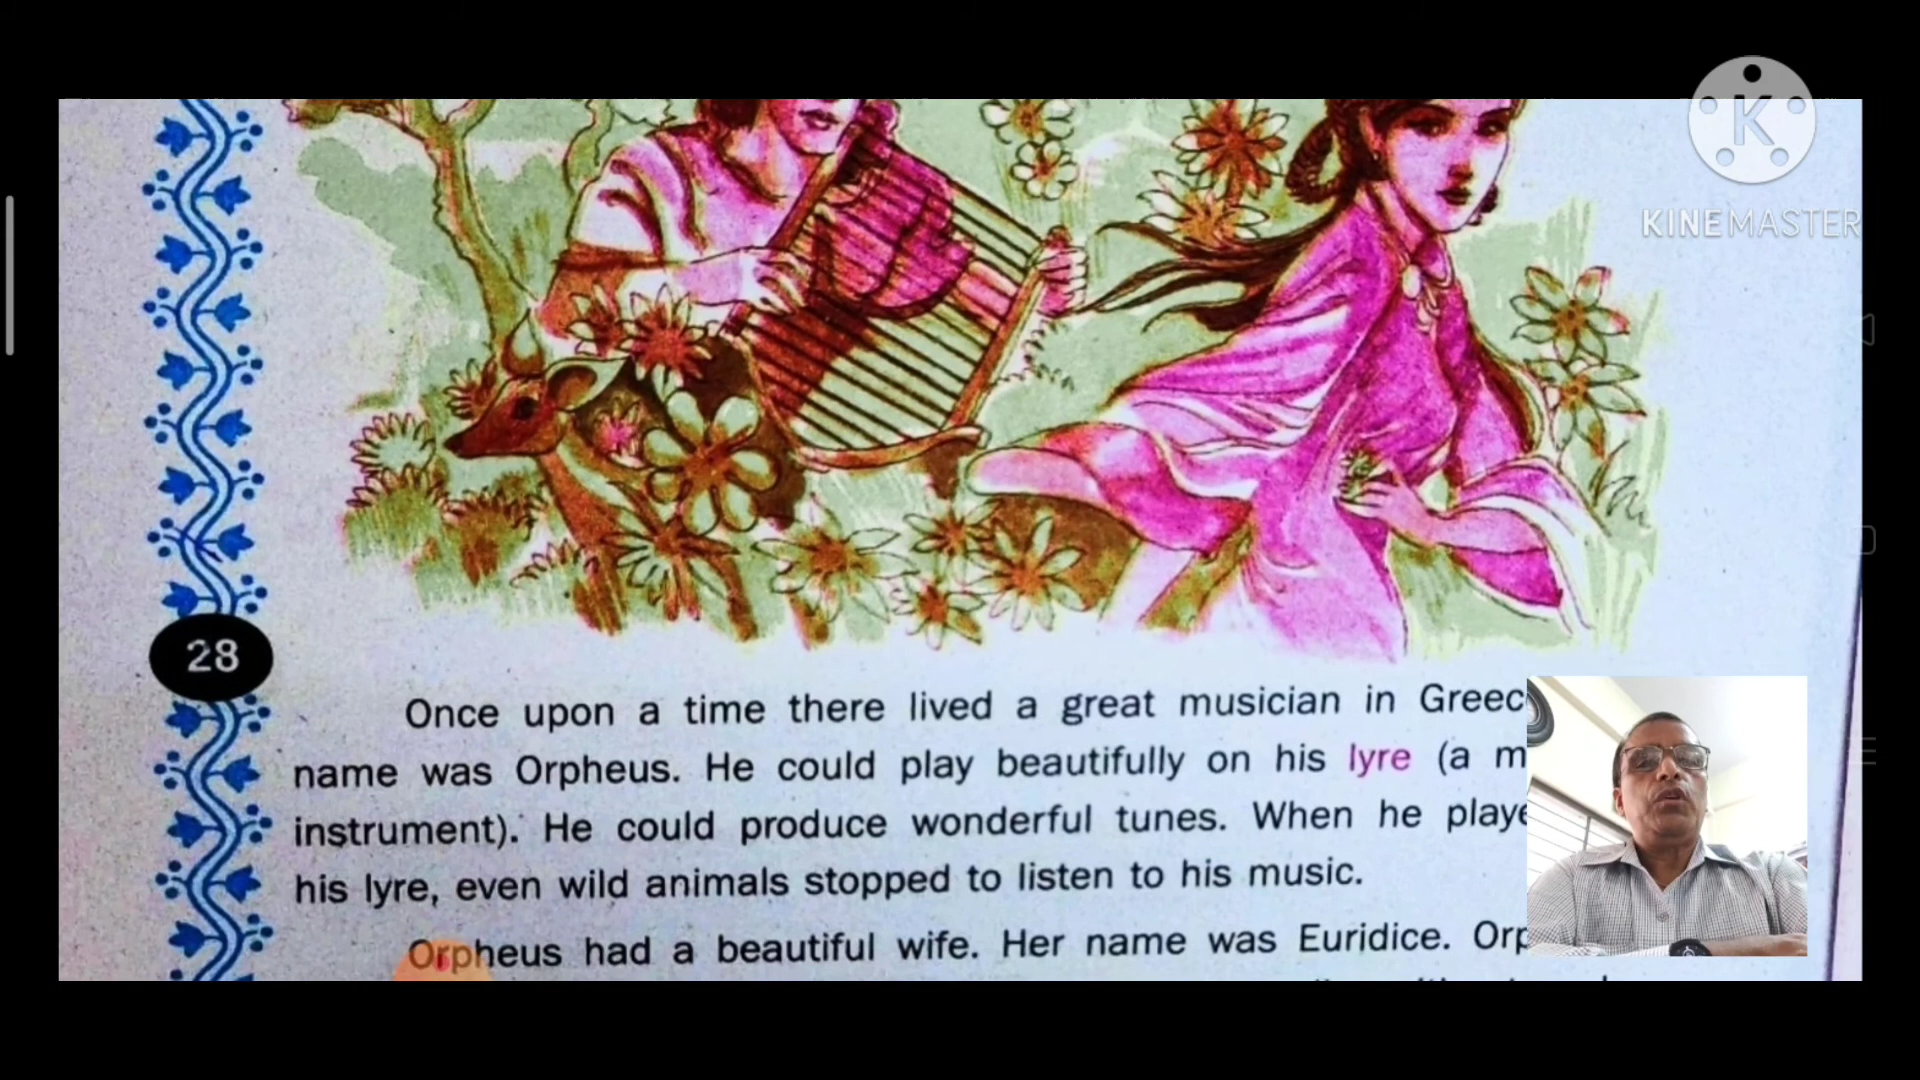 K
KINEMASTER
28
Once upon a time there lived a great musician in Greec
name was Orpheus. He could play beautifully on his lyre (a m
instrument). He could produce wonderful tunes. When he playe
his lyre, even wild animals stopped to listen to his music.
Orpheus had a beautiful wife. Her name was Euridice. Orp